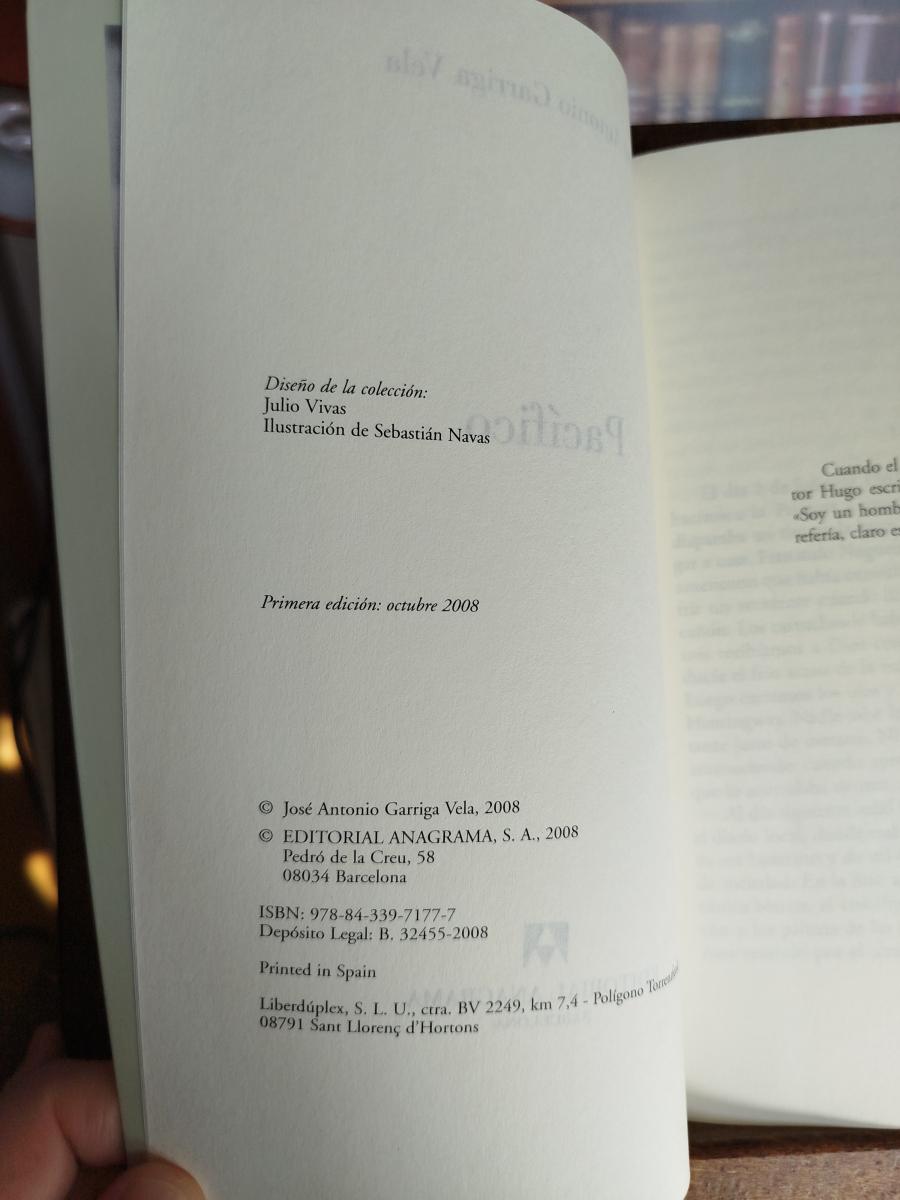 Diseño de la colección:
Julio Vivas
Ilustración de Sebastián Navas
Primera edición: octubre 2008
© José Antonio Garriga Vela, 2008
© EDITORIAL ANAGRAMA, S. A., 2008
Pedró de la Creu, 58
08034 Barcelona
ISBN: 978-84-339-7177-7
Depósito Legal: B. 32455-2008
Printed in Spain
Liberdúplex, S. L. U., ctra. BV 2249, km 7,4 - Polígono
08791 Sant Llorenç d'Hortons
Cuando el
tor Hugo escri
«Soy un homb
refería, claro